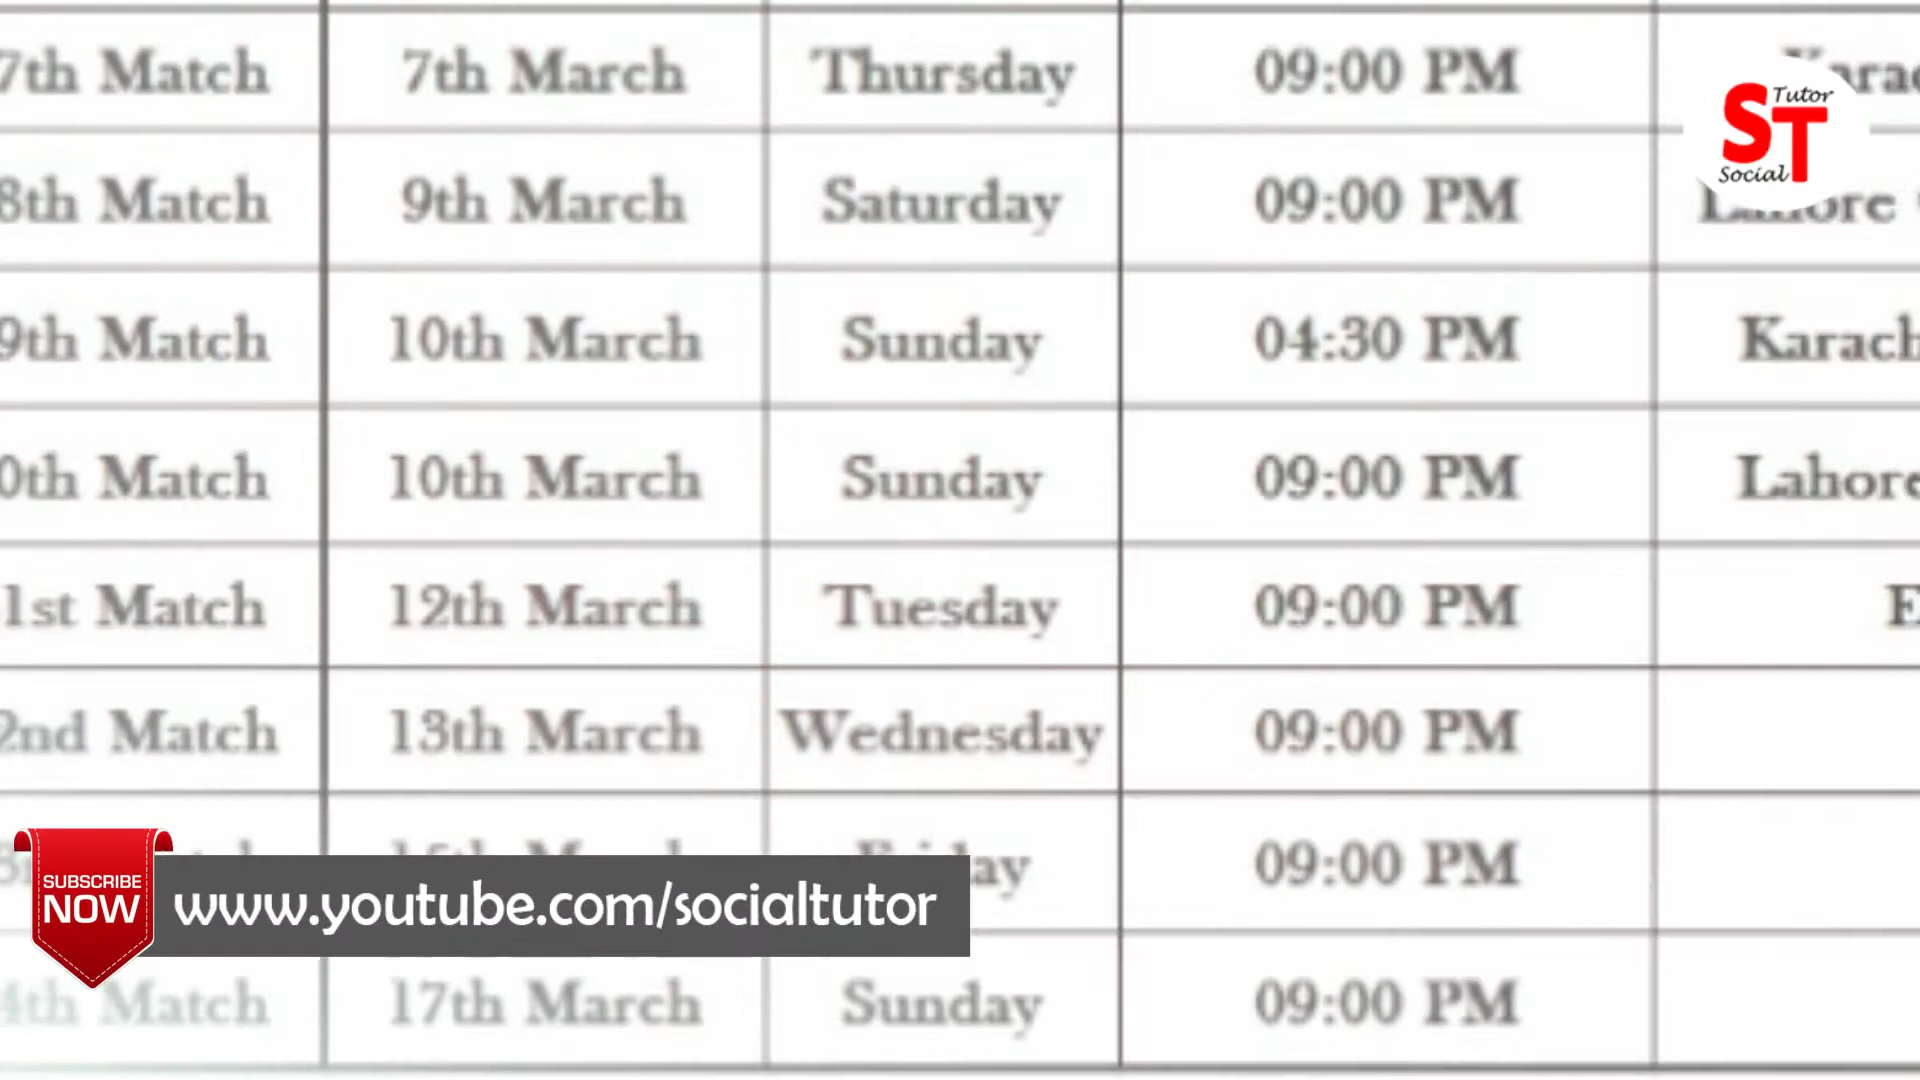 7th Match 7th March Thursday 09:00 PM
Tutor
ST
Social
8th Match 9th March Saturday 09:00 PM Lahore
9th Match 10th March Sunday 04:30 PM Karach
0th Match 10th March Sunday 09:00 PM Lahore
1st Match 12th March Tuesday 09:00 PM E
2nd Match 13th March Wednesday 09:00 PM
15th March Friday 09:00 PM
SUBSCRIBE
NOW
www.youtube.com/socialtutor
4th Match 17th March Sunday 09:00 PM